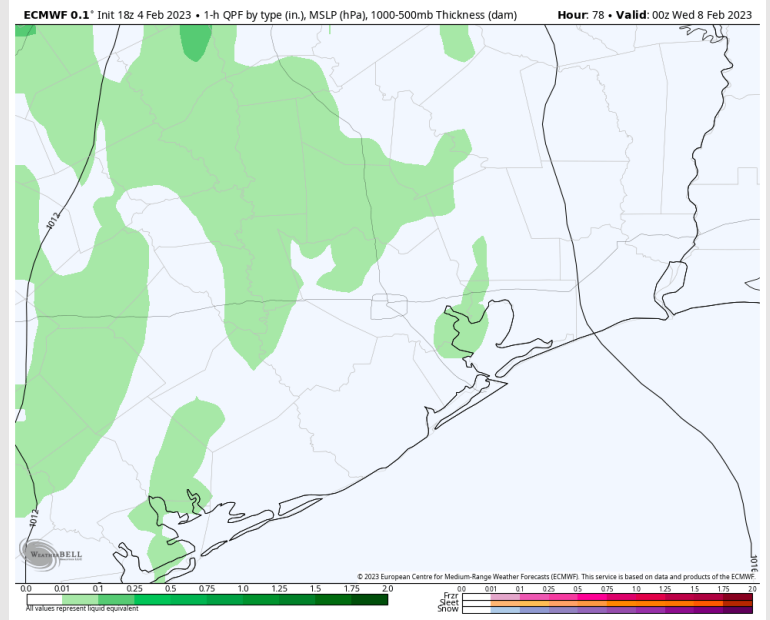 ECMWF 0.1° Init 18z 4 Feb 2023 • 1-h QPF by type (in.), MSLP (hPa), 1000-500mb Thickness (dam) Hour: 78 • Valid: 00z Wed 8 Feb 2023
1012
1012
1016
WEATHERBELL
© 2023 European Centre for Medium-Range Weather Forecasts (ECMWF). This service is based on data and products of the ECMWF.
0.0 0.01 0.1 0.25 0.5 0.75 1.0 1.25 1.5 1.75 2.0
All values represent liquid equivalent
0.0 0.01 0.1 0.25 0.5 0.75 1.0 1.25 1.5 1.75 2.0
Frzr
Sleet
Snow